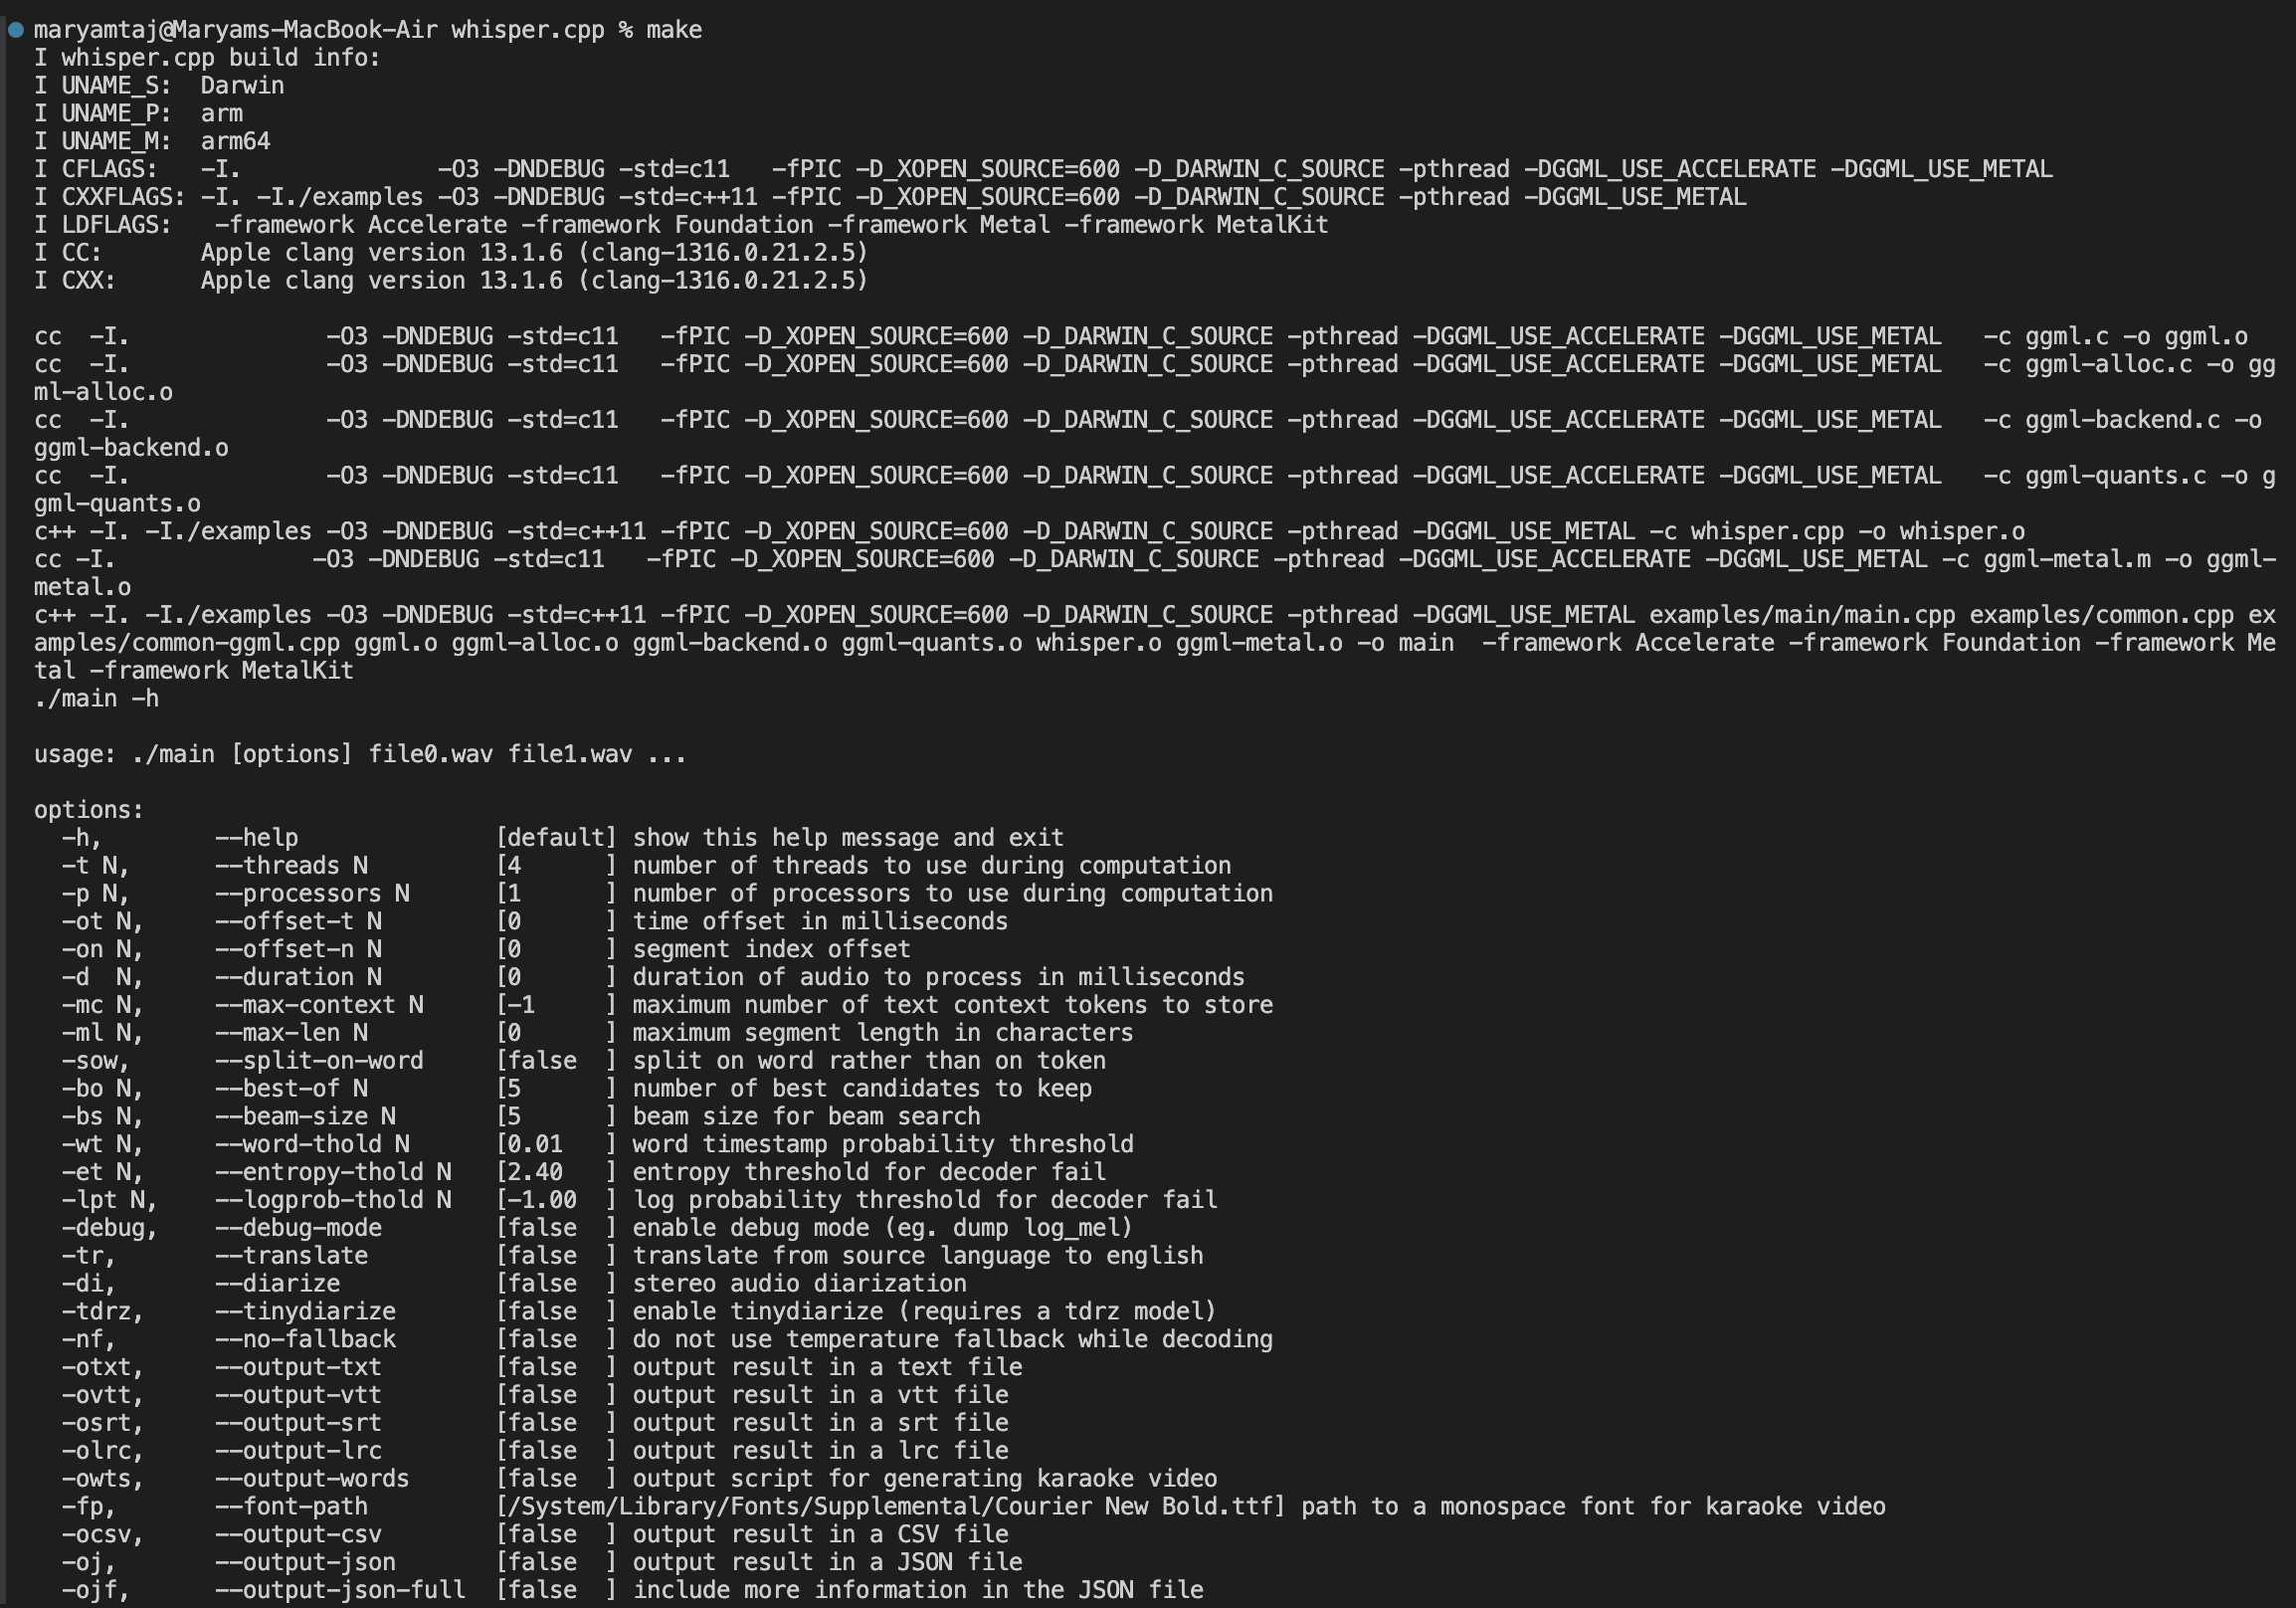 maryamtaj@Maryams-MacBook-Air whisper.cpp % make
I whisper.cpp build info:
I UNAME_S:  Darwin
I UNAME_P:  arm
I UNAME_M:  arm64
I CFLAGS:   -I.              -O3 -DNDEBUG -std=c11   -fPIC -D_XOPEN_SOURCE=600 -D_DARWIN_C_SOURCE -pthread -DGGML_USE_ACCELERATE -DGGML_USE_METAL
I CXXFLAGS: -I. -I./examples -O3 -DNDEBUG -std=c++11 -fPIC -D_XOPEN_SOURCE=600 -D_DARWIN_C_SOURCE -pthread -DGGML_USE_METAL
I LDFLAGS:   -framework Accelerate -framework Foundation -framework Metal -framework MetalKit
I CC:       Apple clang version 13.1.6 (clang-1316.0.21.2.5)
I CXX:      Apple clang version 13.1.6 (clang-1316.0.21.2.5)

cc  -I.              -O3 -DNDEBUG -std=c11   -fPIC -D_XOPEN_SOURCE=600 -D_DARWIN_C_SOURCE -pthread -DGGML_USE_ACCELERATE -DGGML_USE_METAL   -c ggml.c -o ggml.o
cc  -I.              -O3 -DNDEBUG -std=c11   -fPIC -D_XOPEN_SOURCE=600 -D_DARWIN_C_SOURCE -pthread -DGGML_USE_ACCELERATE -DGGML_USE_METAL   -c ggml-alloc.c -o gg
ml-alloc.o
cc  -I.              -O3 -DNDEBUG -std=c11   -fPIC -D_XOPEN_SOURCE=600 -D_DARWIN_C_SOURCE -pthread -DGGML_USE_ACCELERATE -DGGML_USE_METAL   -c ggml-backend.c -o
ggml-backend.o
cc  -I.              -O3 -DNDEBUG -std=c11   -fPIC -D_XOPEN_SOURCE=600 -D_DARWIN_C_SOURCE -pthread -DGGML_USE_ACCELERATE -DGGML_USE_METAL   -c ggml-quants.c -o g
gml-quants.o
c++ -I. -I./examples -O3 -DNDEBUG -std=c++11 -fPIC -D_XOPEN_SOURCE=600 -D_DARWIN_C_SOURCE -pthread -DGGML_USE_METAL -c whisper.cpp -o whisper.o
cc -I.              -O3 -DNDEBUG -std=c11   -fPIC -D_XOPEN_SOURCE=600 -D_DARWIN_C_SOURCE -pthread -DGGML_USE_ACCELERATE -DGGML_USE_METAL -c ggml-metal.m -o ggml-
metal.o
c++ -I. -I./examples -O3 -DNDEBUG -std=c++11 -fPIC -D_XOPEN_SOURCE=600 -D_DARWIN_C_SOURCE -pthread -DGGML_USE_METAL examples/main/main.cpp examples/common.cpp ex
amples/common-ggml.cpp ggml.o ggml-alloc.o ggml-backend.o ggml-quants.o whisper.o ggml-metal.o -o main  -framework Accelerate -framework Foundation -framework Me
tal -framework MetalKit
./main -h

usage: ./main [options] file0.wav file1.wav ...

options:
  -h,        --help              [default] show this help message and exit
  -t N,      --threads N         [4      ] number of threads to use during computation
  -p N,      --processors N      [1      ] number of processors to use during computation
  -ot N,     --offset-t N        [0      ] time offset in milliseconds
  -on N,     --offset-n N        [0      ] segment index offset
  -d  N,     --duration N        [0      ] duration of audio to process in milliseconds
  -mc N,     --max-context N     [-1     ] maximum number of text context tokens to store
  -ml N,     --max-len N         [0      ] maximum segment length in characters
  -sow,      --split-on-word     [false  ] split on word rather than on token
  -bo N,     --best-of N         [5      ] number of best candidates to keep
  -bs N,     --beam-size N       [5      ] beam size for beam search
  -wt N,     --word-thold N      [0.01   ] word timestamp probability threshold
  -et N,     --entropy-thold N   [2.40   ] entropy threshold for decoder fail
  -lpt N,    --logprob-thold N   [-1.00  ] log probability threshold for decoder fail
  -debug,    --debug-mode        [false  ] enable debug mode (eg. dump log_mel)
  -tr,       --translate         [false  ] translate from source language to english
  -di,       --diarize           [false  ] stereo audio diarization
  -tdrz,     --tinydiarize       [false  ] enable tinydiarize (requires a tdrz model)
  -nf,       --no-fallback       [false  ] do not use temperature fallback while decoding
  -otxt,     --output-txt        [false  ] output result in a text file
  -ovtt,     --output-vtt        [false  ] output result in a vtt file
  -osrt,     --output-srt        [false  ] output result in a srt file
  -olrc,     --output-lrc        [false  ] output result in a lrc file
  -owts,     --output-words      [false  ] output script for generating karaoke video
  -fp,       --font-path         [/System/Library/Fonts/Supplemental/Courier New Bold.ttf] path to a monospace font for karaoke video
  -ocsv,     --output-csv        [false  ] output result in a CSV file
  -oj,       --output-json       [false  ] output result in a JSON file
  -ojf,      --output-json-full  [false  ] include more information in the JSON file